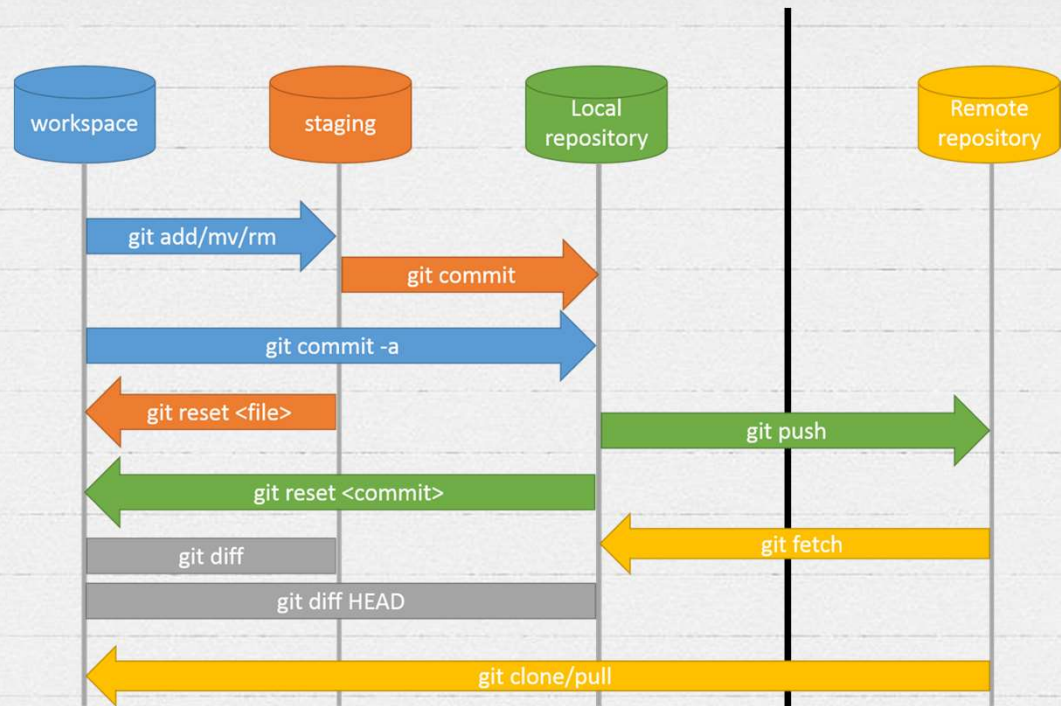 workspace
staging
Local
repository
Remote
repository
git add/mv/rm
git commit
git commit -a
git reset <file>
git push
git reset <commit>
git fetch
git diff
git diff HEAD
git clone/pull